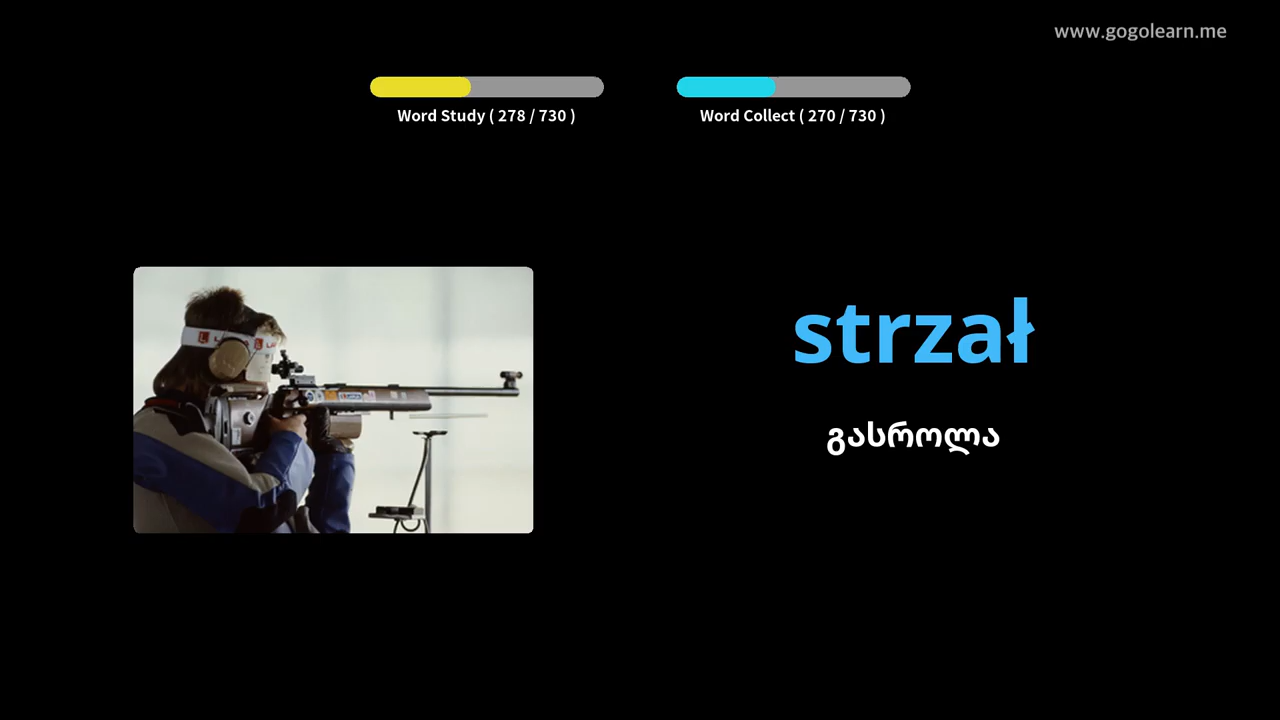 www.gogolearn.me
Word Study ( 278 / 730 )
Word Collect ( 270 / 730 )
strzał
გასროლა